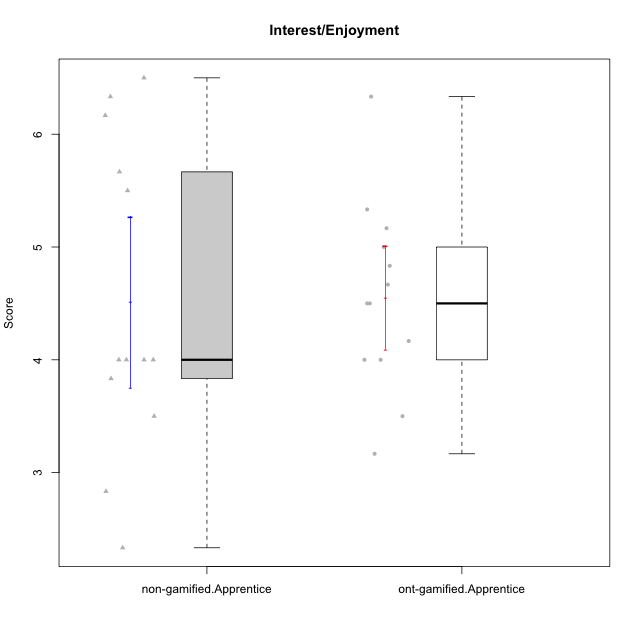 Interest/Enjoyment
6
5
4
3
Score
non-gamified.Apprentice
ont-gamified.Apprentice